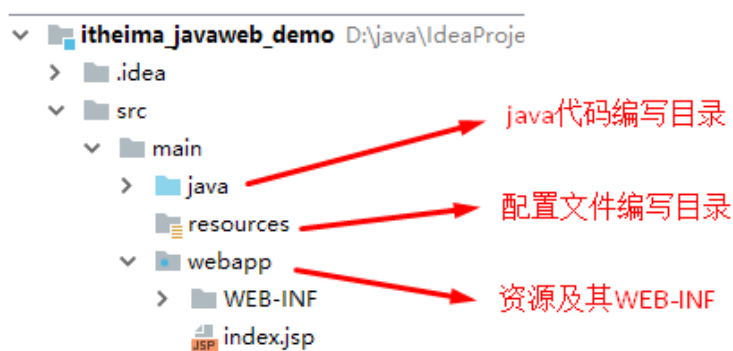 itheima_javaweb_demo D:\java\IdeaProje
.idea
src
java代码编写目录
main
java
配置文件编写目录
resources
webapp
资源及其WEB-INF
WEB-INF
JSP index.jsp